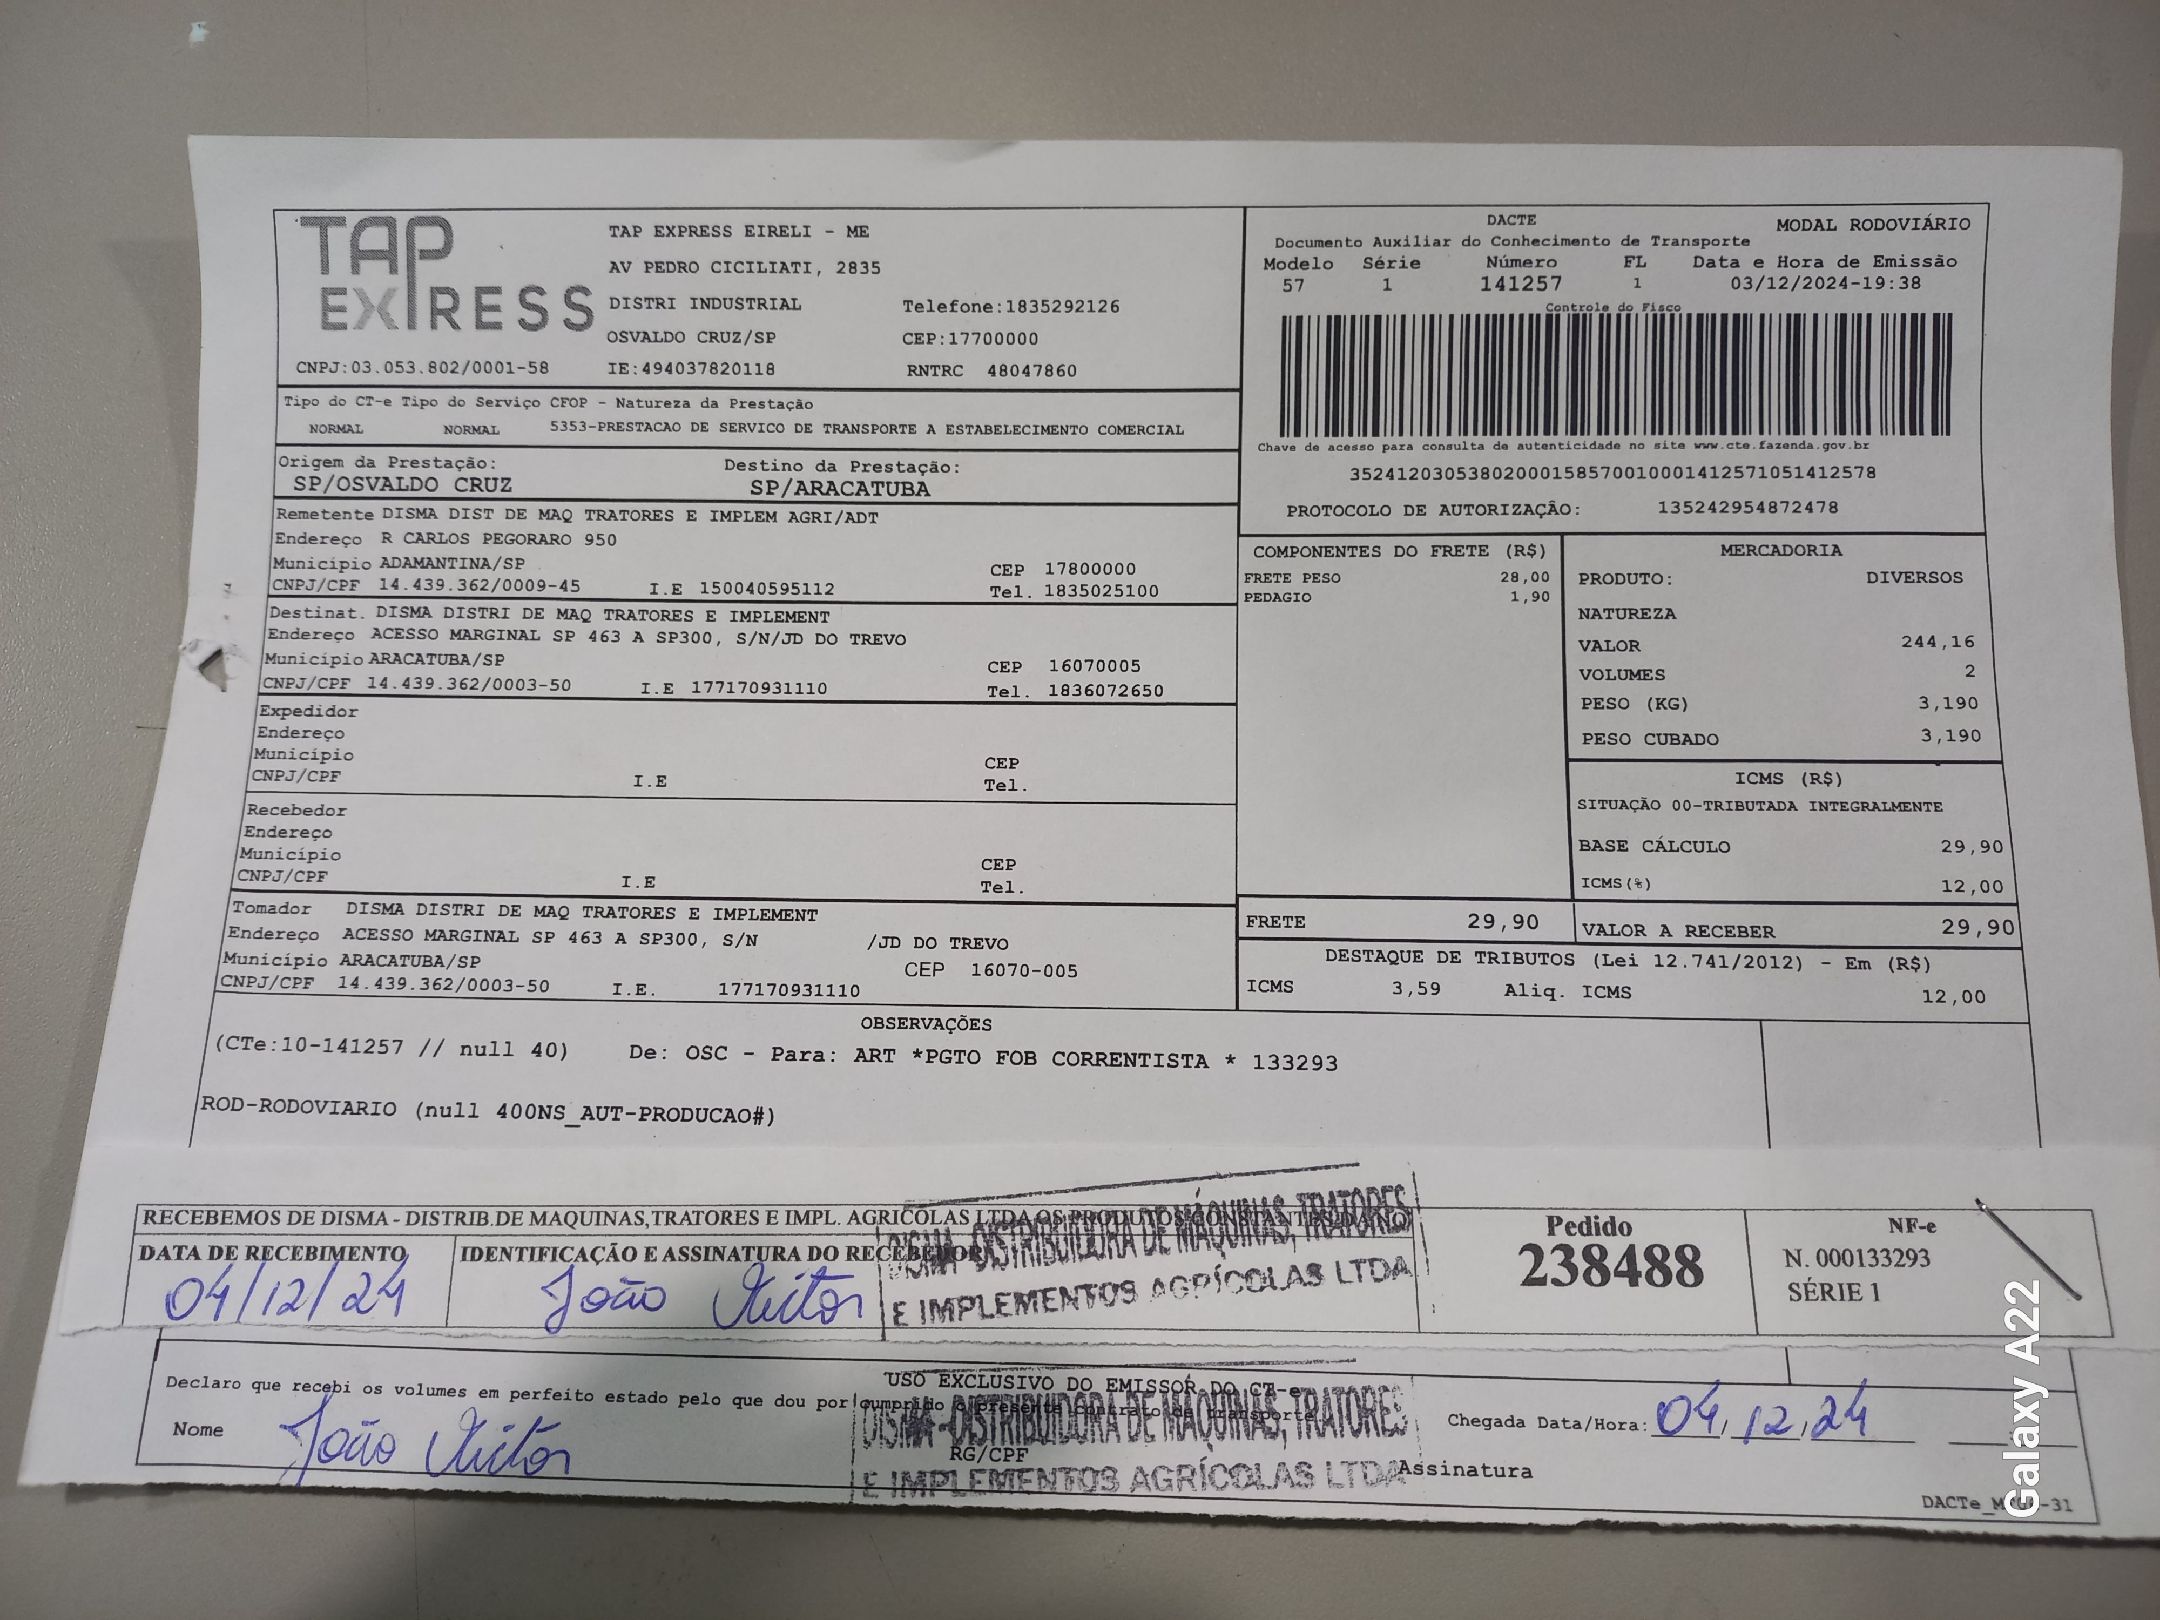 TAP EXPRESS
TAP EXPRESS EIRELI - ME
AV PEDRO CICILIATI, 2835
DISTRI INDUSTRIAL Telefone:1835292126
OSVALDO CRUZ/SP CEP:17700000
CNPJ:03.053.802/0001-58 IE:494037820118 RNTRC 48047860
DACTE MODAL RODOVIÁRIO
Documento Auxiliar do Conhecimento de Transporte
Modelo Série Número FL Data e Hora de Emissão
57 1 141257 1 03/12/2024-19:38
Controle do Fisco
Chave de acesso para consulta de autenticidade no site www.cte.fazenda.gov.br
35241203053802000158570010001412571051412578
PROTOCOLO DE AUTORIZAÇÃO: 135242954872478
Tipo do CT-e Tipo do Serviço CFOP - Natureza da Prestação
NORMAL NORMAL 5353-PRESTACAO DE SERVICO DE TRANSPORTE A ESTABELECIMENTO COMERCIAL
Origem da Prestação: Destino da Prestação:
SP/OSVALDO CRUZ SP/ARACATUBA
Remetente DISMA DIST DE MAQ TRATORES E IMPLEM AGRI/ADT
Endereço R CARLOS PEGORARO 950
Município ADAMANTINA/SP CEP 17800000
CNPJ/CPF 14.439.362/0009-45 I.E 150040595112 Tel. 1835025100
Destinat. DISMA DISTRI DE MAQ TRATORES E IMPLEMENT
Endereço ACESSO MARGINAL SP 463 A SP300, S/N/JD DO TREVO
Município ARACATUBA/SP CEP 16070005
CNPJ/CPF 14.439.362/0003-50 I.E 177170931110 Tel. 1836072650
Expedidor
Endereço
Município CEP
CNPJ/CPF I.E Tel.
Recebedor
Endereço
Município CEP
CNPJ/CPF I.E Tel.
Tomador DISMA DISTRI DE MAQ TRATORES E IMPLEMENT
Endereço ACESSO MARGINAL SP 463 A SP300, S/N /JD DO TREVO
Município ARACATUBA/SP CEP 16070-005
CNPJ/CPF 14.439.362/0003-50 I.E. 177170931110
COMPONENTES DO FRETE (R$)
FRETE PESO 28,00
PEDAGIO 1,90
MERCADORIA
PRODUTO: DIVERSOS
NATUREZA
VALOR 244,16
VOLUMES 2
PESO (KG) 3,190
PESO CUBADO 3,190
ICMS (R$)
SITUAÇÃO 00-TRIBUTADA INTEGRALMENTE
BASE CÁLCULO 29,90
ICMS(%) 12,00
FRETE 29,90 VALOR A RECEBER 29,90
DESTAQUE DE TRIBUTOS (Lei 12.741/2012) - Em (R$)
ICMS 3,59 Aliq. ICMS 12,00
OBSERVAÇÕES
(CTe:10-141257 // null 40) De: OSC - Para: ART *PGTO FOB CORRENTISTA * 133293
ROD-RODOVIARIO (null 400NS_AUT-PRODUCAO#)
RECEBEMOS DE DISMA - DISTRIB.DE MAQUINAS,TRATORES E IMPL. AGRICOLAS LTDA OS PRODUTOS CONSTANTES DA NO
DATA DE RECEBIMENTO IDENTIFICAÇÃO E ASSINATURA DO RECEBEDOR
04/12/24 João Victor
DISMA - DISTRIBUIDORA DE MÁQUINAS, TRATORES
E IMPLEMENTOS AGRÍCOLAS LTDA
Pedido
238488
NF-e
N. 000133293
SÉRIE 1
USO EXCLUSIVO DO EMISSOR DO CT-e
Declaro que recebi os volumes em perfeito estado pelo que dou por cumprido o presente contrato de transporte
Nome João Victor RG/CPF Assinatura
DISMA - DISTRIBUIDORA DE MÁQUINAS, TRATORES
E IMPLEMENTOS AGRÍCOLAS LTDA
Chegada Data/Hora: 04/12/24
Galaxy A22